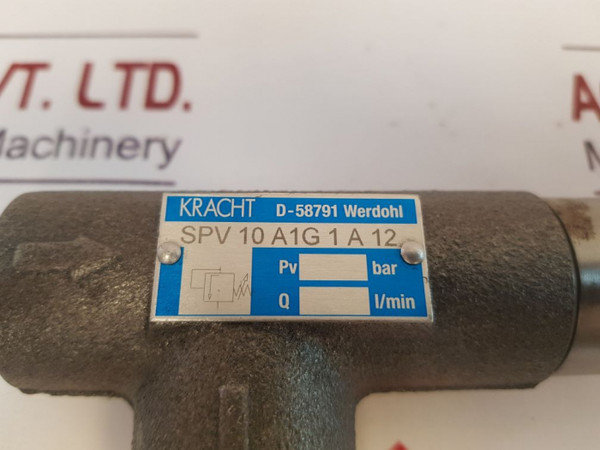 VT. LTD.
Machinery
A
M
KRACHT D-58791 Werdohl
SPV 10 A1G 1 A 12
Pv bar
Q l/min